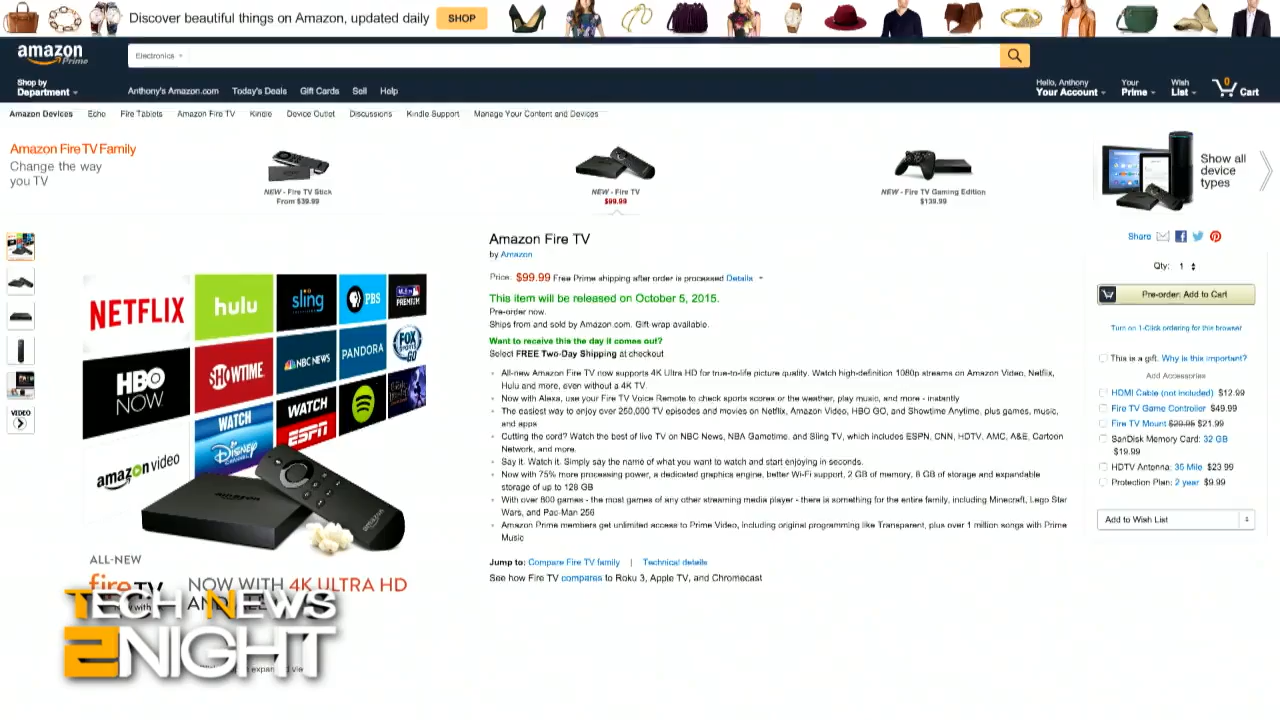 Discover beautiful things on Amazon, updated daily SHOP
amazon Prime
Electronics
Shop by
Department
Anthony's Amazon.com Today's Deals Gift Cards Sell Help
Hello, Anthony
Your Account
Your
Prime
Wish
List
0
Cart
Amazon Devices Echo Fire Tablets Amazon Fire TV Kindle Device Outlet Discussions Kindle Support Manage Your Content and Devices
Amazon Fire TV Family
Change the way
you TV
NEW - Fire TV Stick
From $39.99
NEW - Fire TV
$99.99
NEW - Fire TV Gaming Edition
$139.99
Show all
device
types
VIDEO
NETFLIX hulu sling PBS PREMIUM
HBO NOW SHOWTIME NBC NEWS PANDORA FOX SPORTS GO
amazon video WATCH Disney WATCH ESPN
ALL-NEW
fireTV NOW WITH 4K ULTRA HD
TECH NEWS
2NIGHT
Amazon Fire TV
by Amazon
Price: $99.99 Free Prime shipping after order is processed Details
This item will be released on October 5, 2015.
Pre-order now.
Ships from and sold by Amazon.com. Gift wrap available.
Want to receive this the day it comes out?
Select FREE Two-Day Shipping at checkout
All-new Amazon Fire TV now supports 4K Ultra HD for true-to-life picture quality. Watch high-definition 1080p streams on Amazon Video, Netflix,
Hulu and more, even without a 4K TV.
Now with Alexa, use your Fire TV Voice Remote to check sports scores or the weather, play music, and more - instantly
The easiest way to enjoy over 250,000 TV episodes and movies on Netflix, Amazon Video, HBO GO, and Showtime Anytime, plus games, music,
and apps
Cutting the cord? Watch the best of live TV on NBC News, NBA Gametime, and Sling TV, which includes ESPN, CNN, HDTV, AMC, A&E, Cartoon
Network, and more.
Say it. Watch it. Simply say the name of what you want to watch and start enjoying in seconds.
Now with 75% more processing power, a dedicated graphics engine, better Wi-Fi support, 2 GB of memory, 8 GB of storage and expandable
storage of up to 128 GB
With over 800 games - the most games of any other streaming media player - there is something for the entire family, including Minecraft, Lego Star
Wars, and Pac-Man 256
Amazon Prime members get unlimited access to Prime Video, including original programming like Transparent, plus over 1 million songs with Prime
Music
Jump to: Compare Fire TV family | Technical details
See how Fire TV compares to Roku 3, Apple TV, and Chromecast
Share
Qty: 1
Pre-order: Add to Cart
Turn on 1-Click ordering for this browser
This is a gift. Why is this important?
Add Accessories
HDMI Cable (not included) $12.99
Fire TV Game Controller $49.99
Fire TV Mount $29.95 $21.99
SanDisk Memory Card: 32 GB
$19.99
HDTV Antenna: 35 Mile $23.99
Protection Plan: 2 year $9.99
Add to Wish List